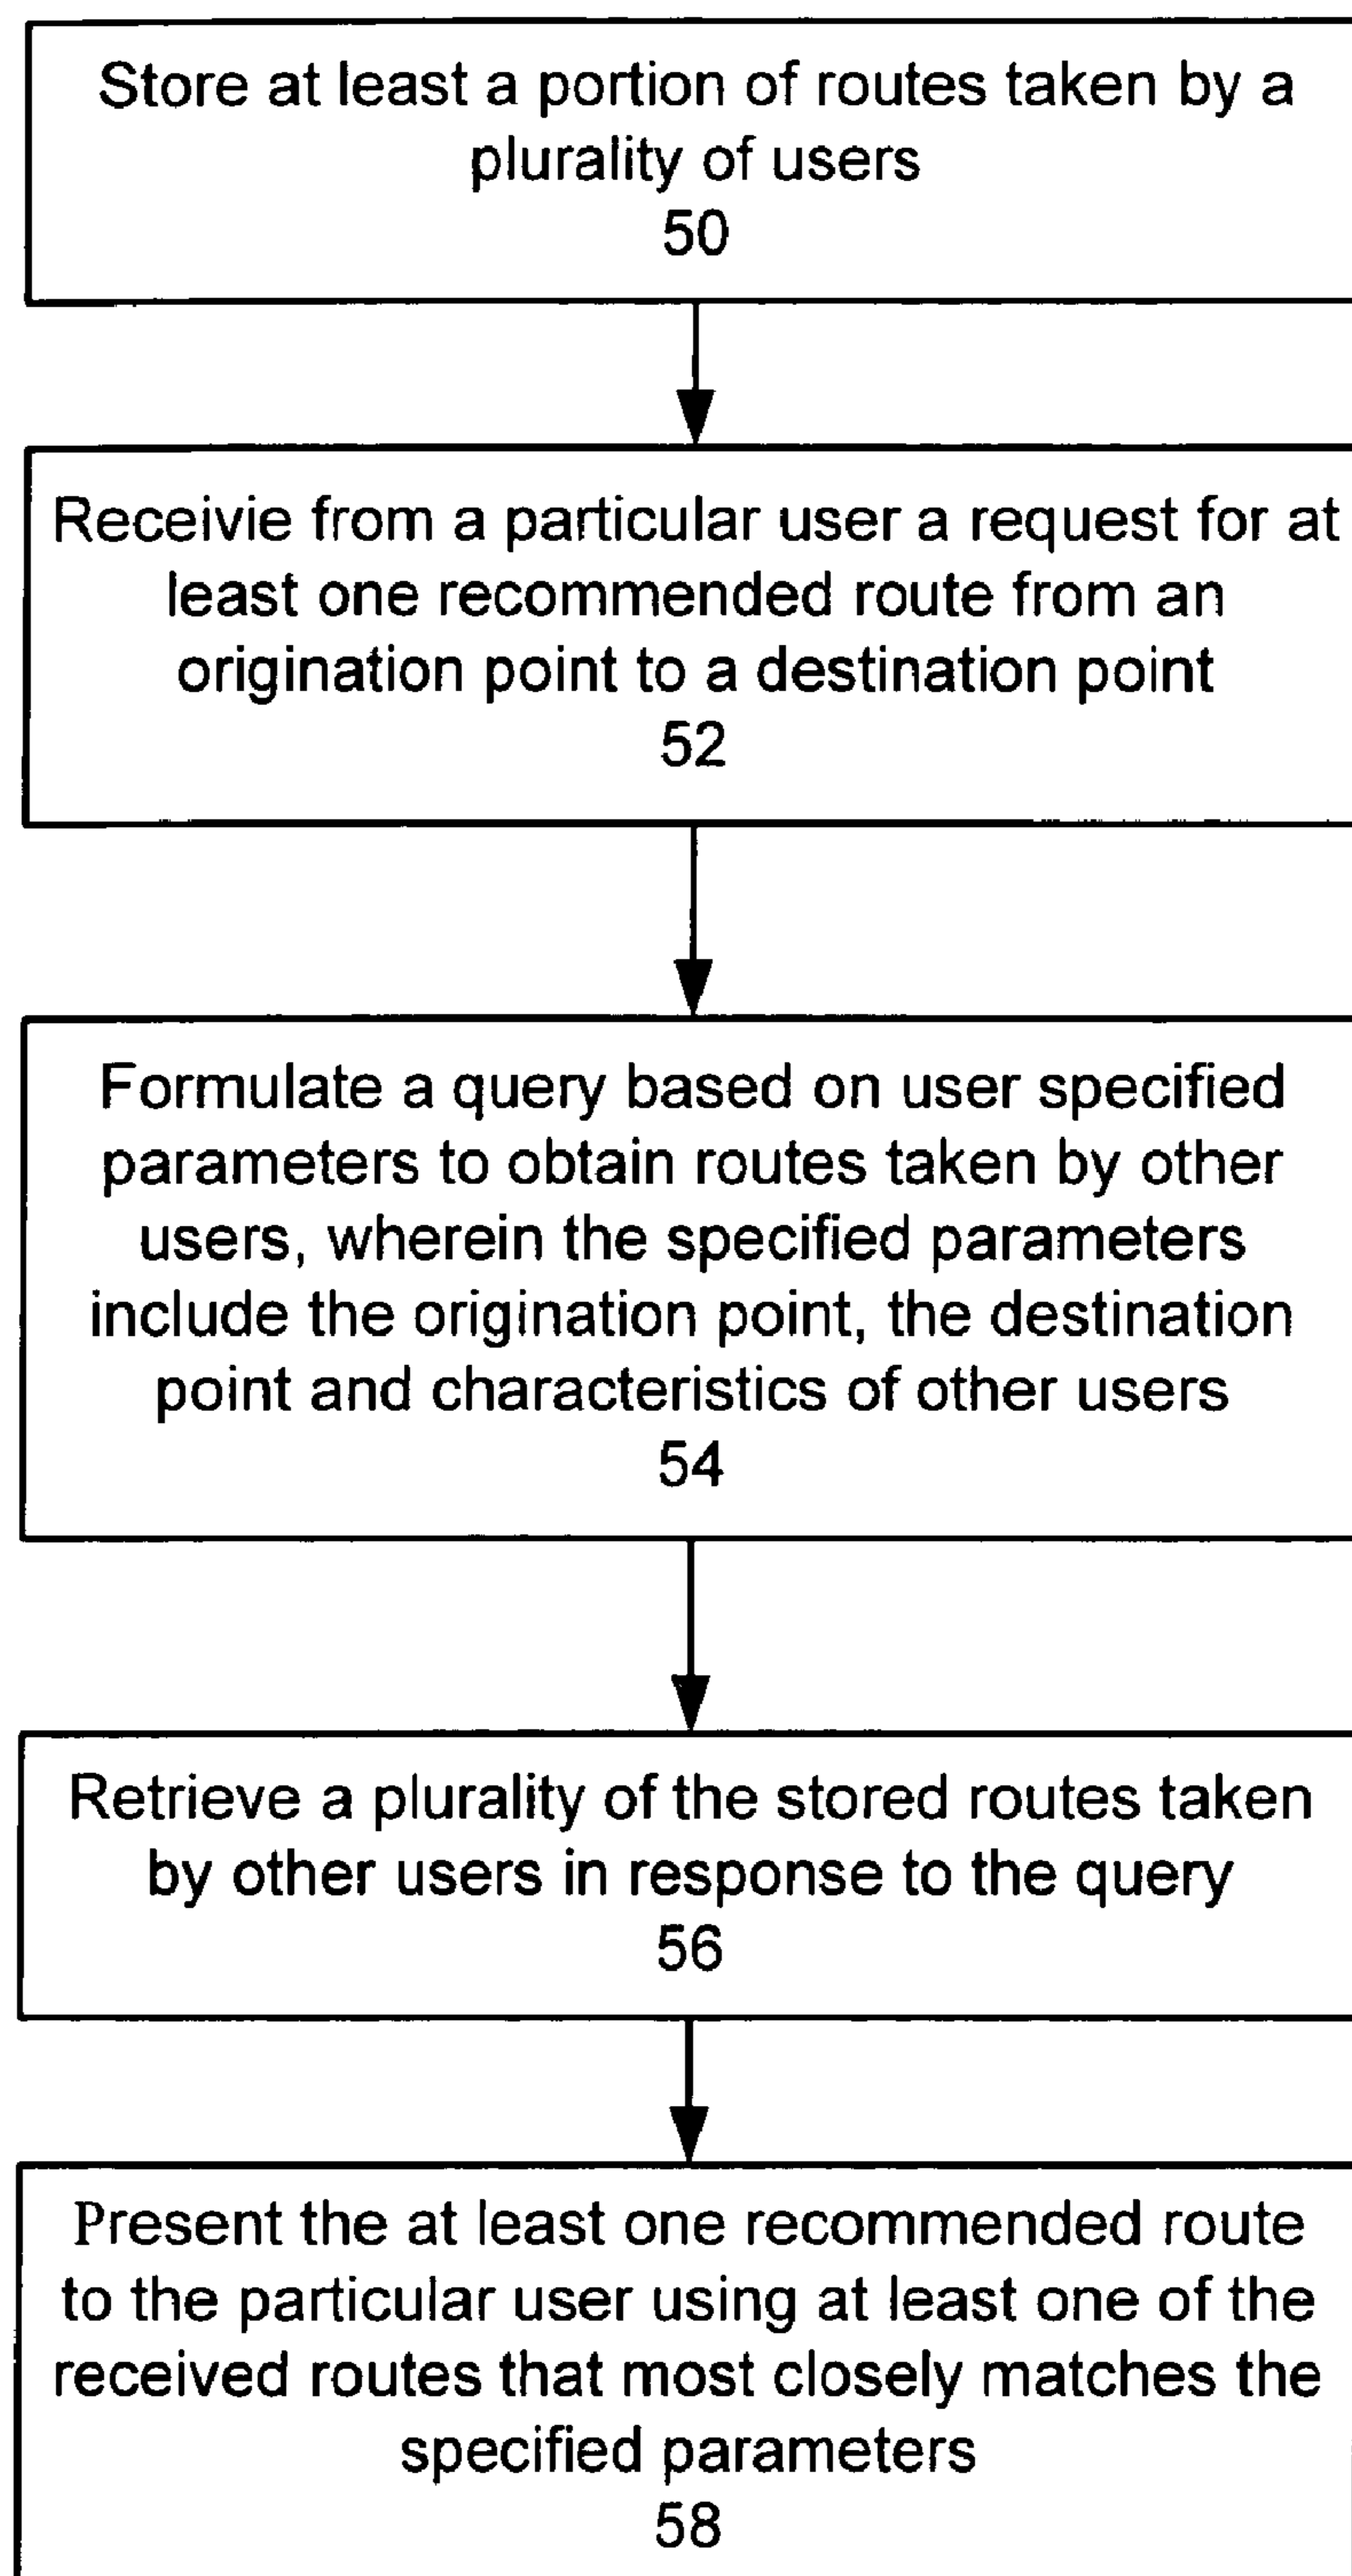 Store at least a portion of routes taken by a
plurality of users
50
Receivie from a particular user a request for at
least one recommended route from an
origination point to a destination point
52
Formulate a query based on user specified
parameters to obtain routes taken by other
users, wherein the specified parameters
include the origination point, the destination
point and characteristics of other users
54
Retrieve a plurality of the stored routes taken
by other users in response to the query
56
Present the at least one recommended route
to the particular user using at least one of the
received routes that most closely matches the
specified parameters
58